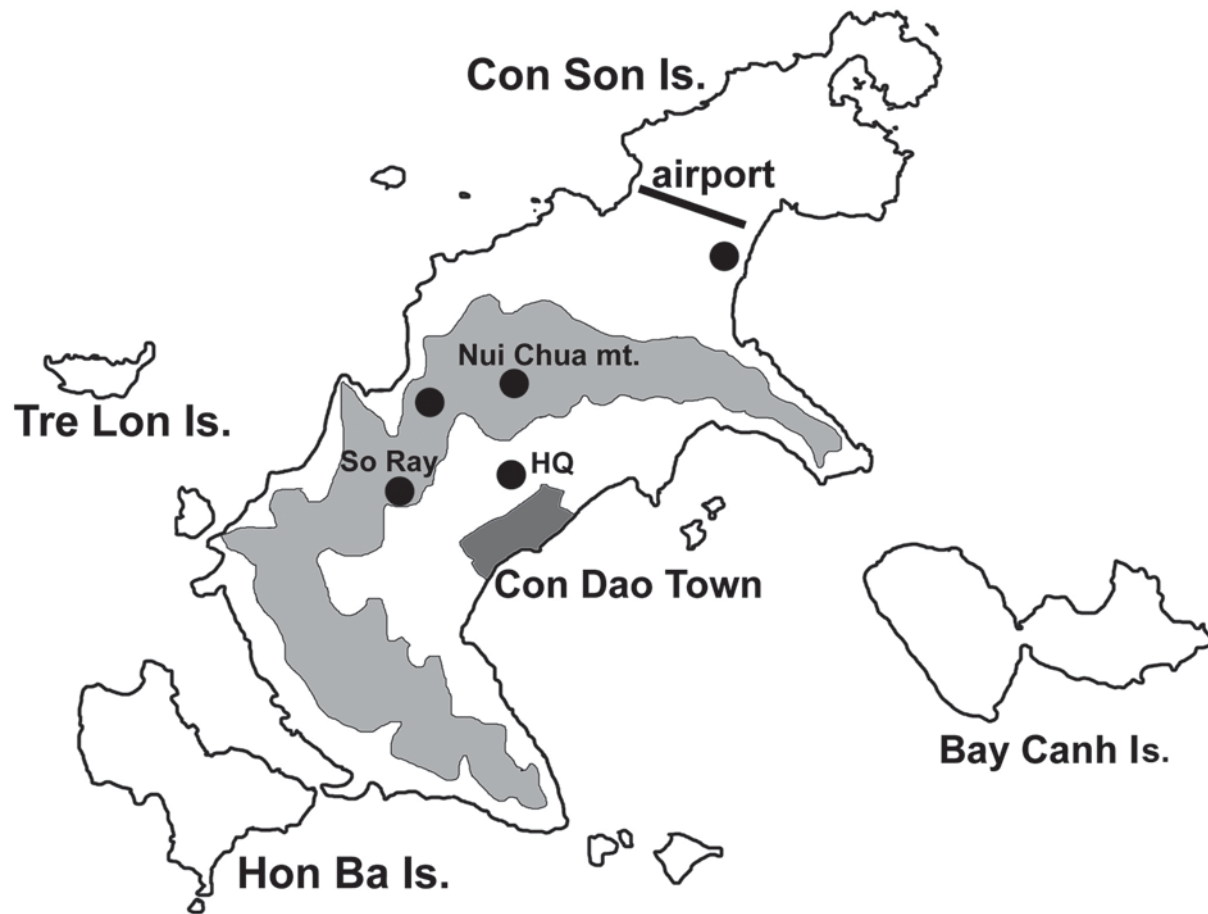 Con Son Is.
airport
Nui Chua mt.
Tre Lon Is.
So Ray
HQ
Con Dao Town
Bay Canh Is.
Hon Ba Is.